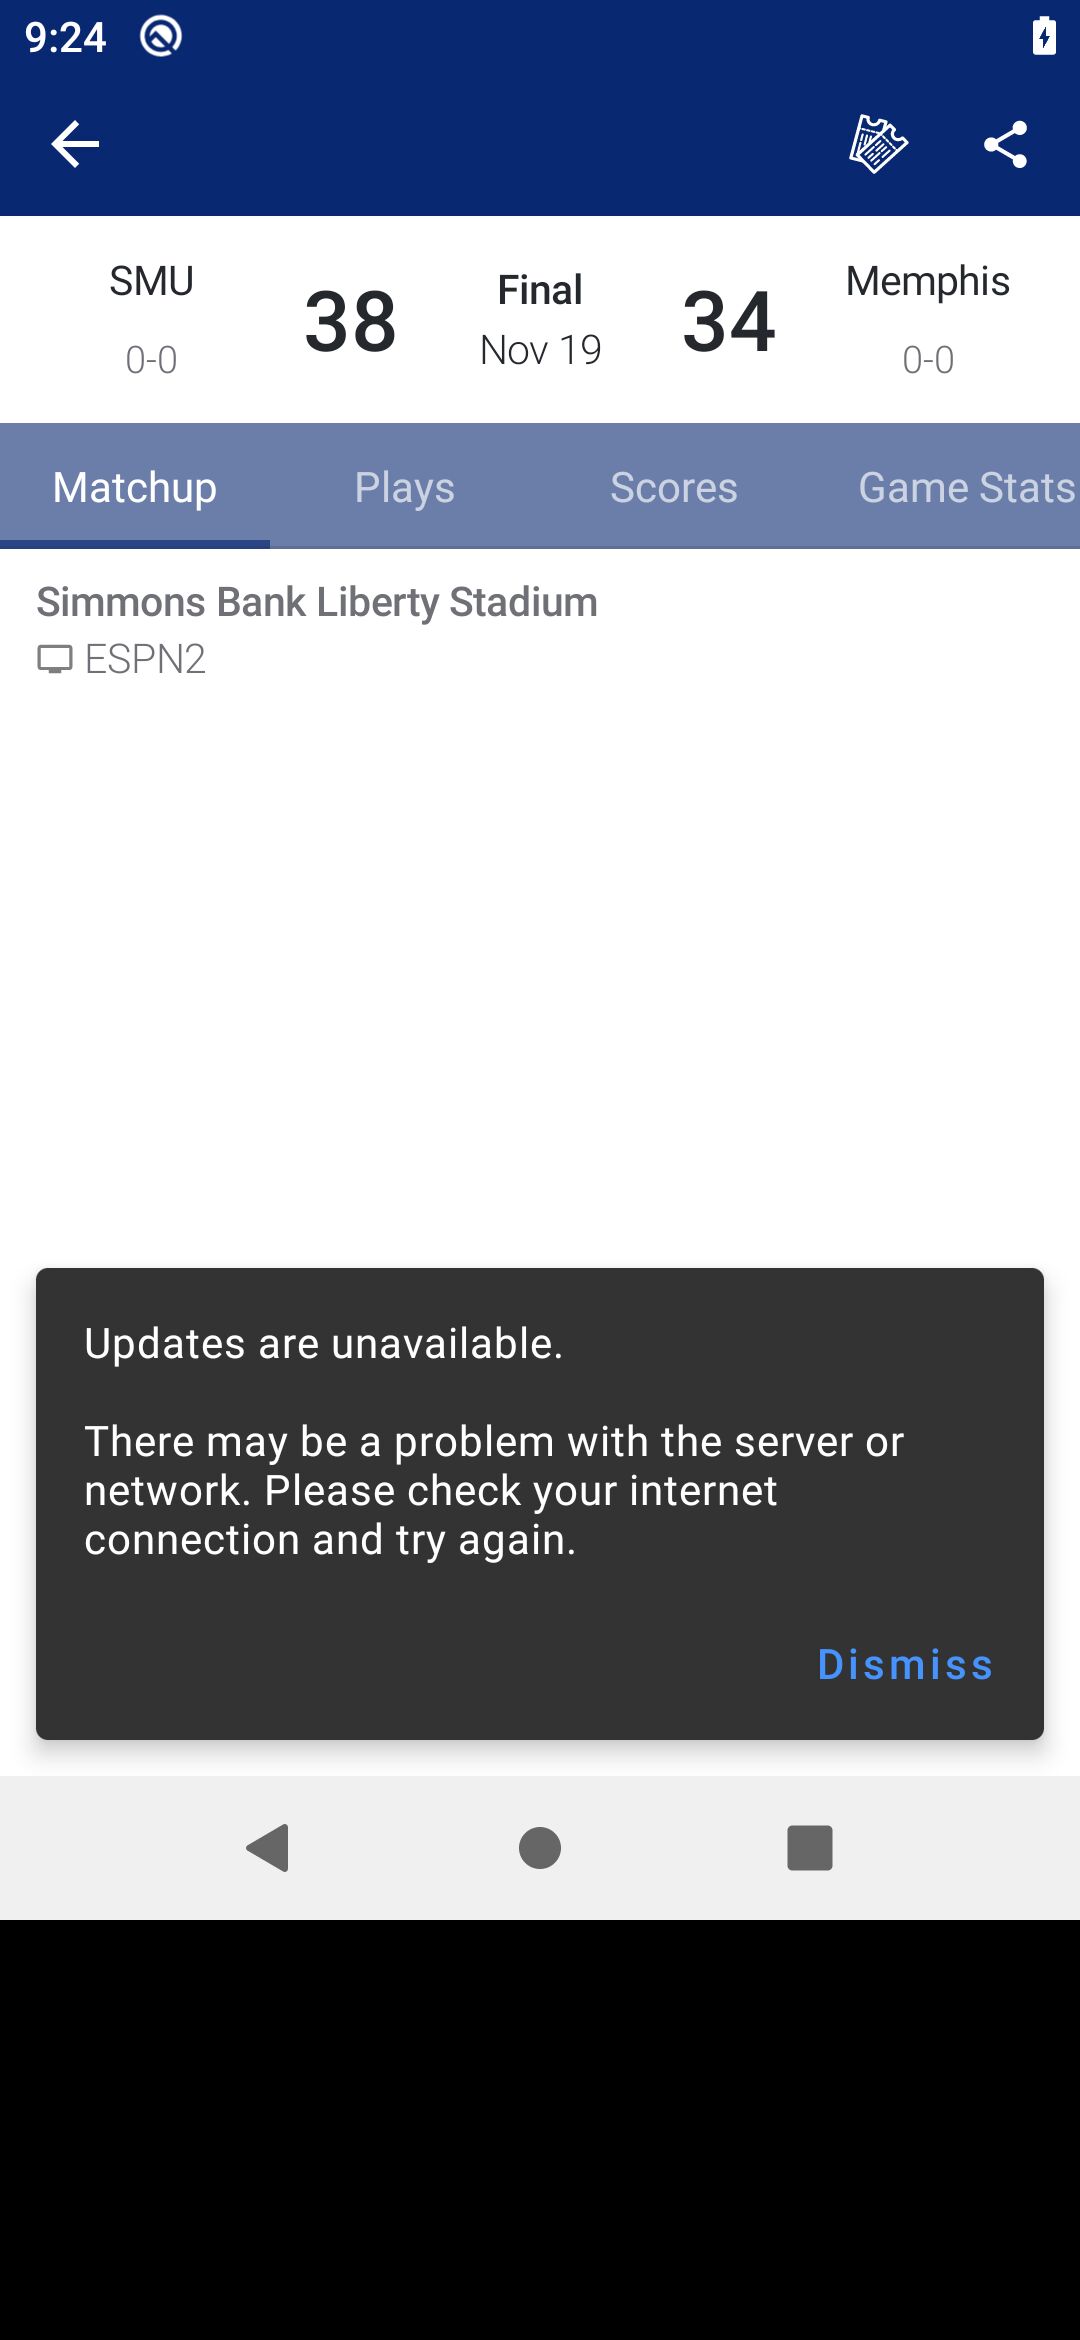 9:24
SMU
0-0
38
Final
Nov 19
34
Memphis
0-0
Matchup Plays Scores Game Stats
Simmons Bank Liberty Stadium
ESPN2
Updates are unavailable.
There may be a problem with the server or
network. Please check your internet
connection and try again.
Dismiss